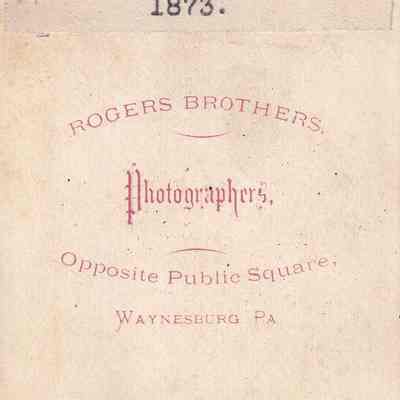 1873.
ROGERS BROTHERS,
Photographers,
Opposite Public Square,
WAYNESBURG PA